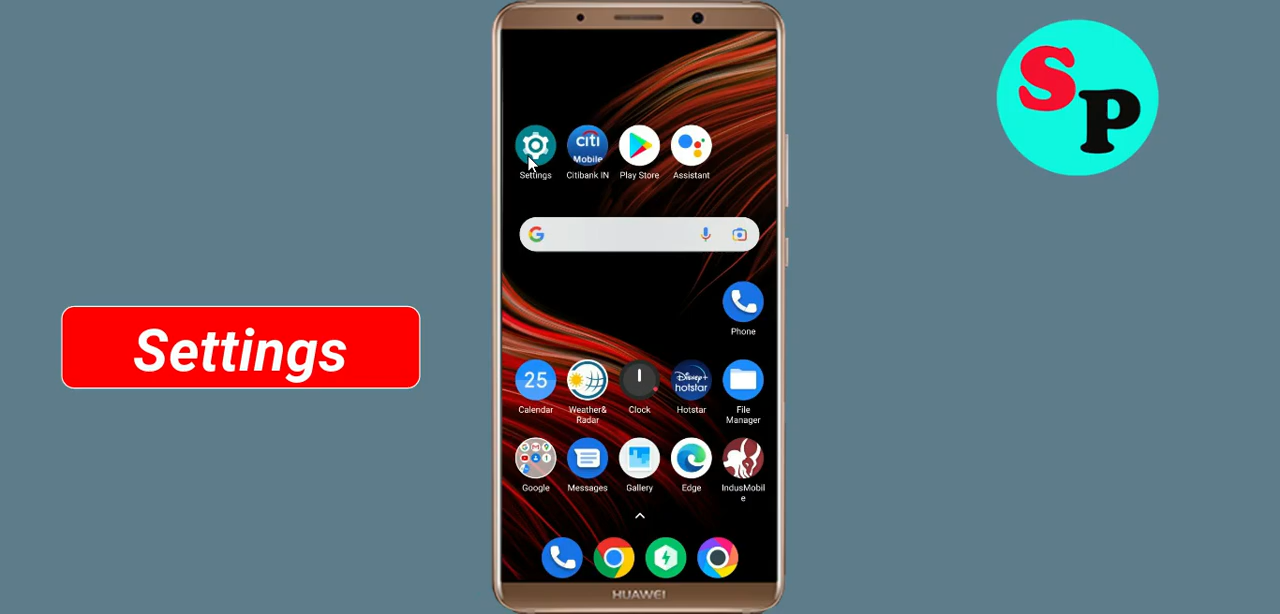 S
P
citi
Mobile
Settings
Citibank IN
Play Store
Assistant
G
Phone
Settings
25
Disney+
hotstar
Calendar
Weather&
Radar
Clock
Hotstar
File
Manager
Google
Messages
Gallery
Edge
IndusMobil
e
HUAWEI